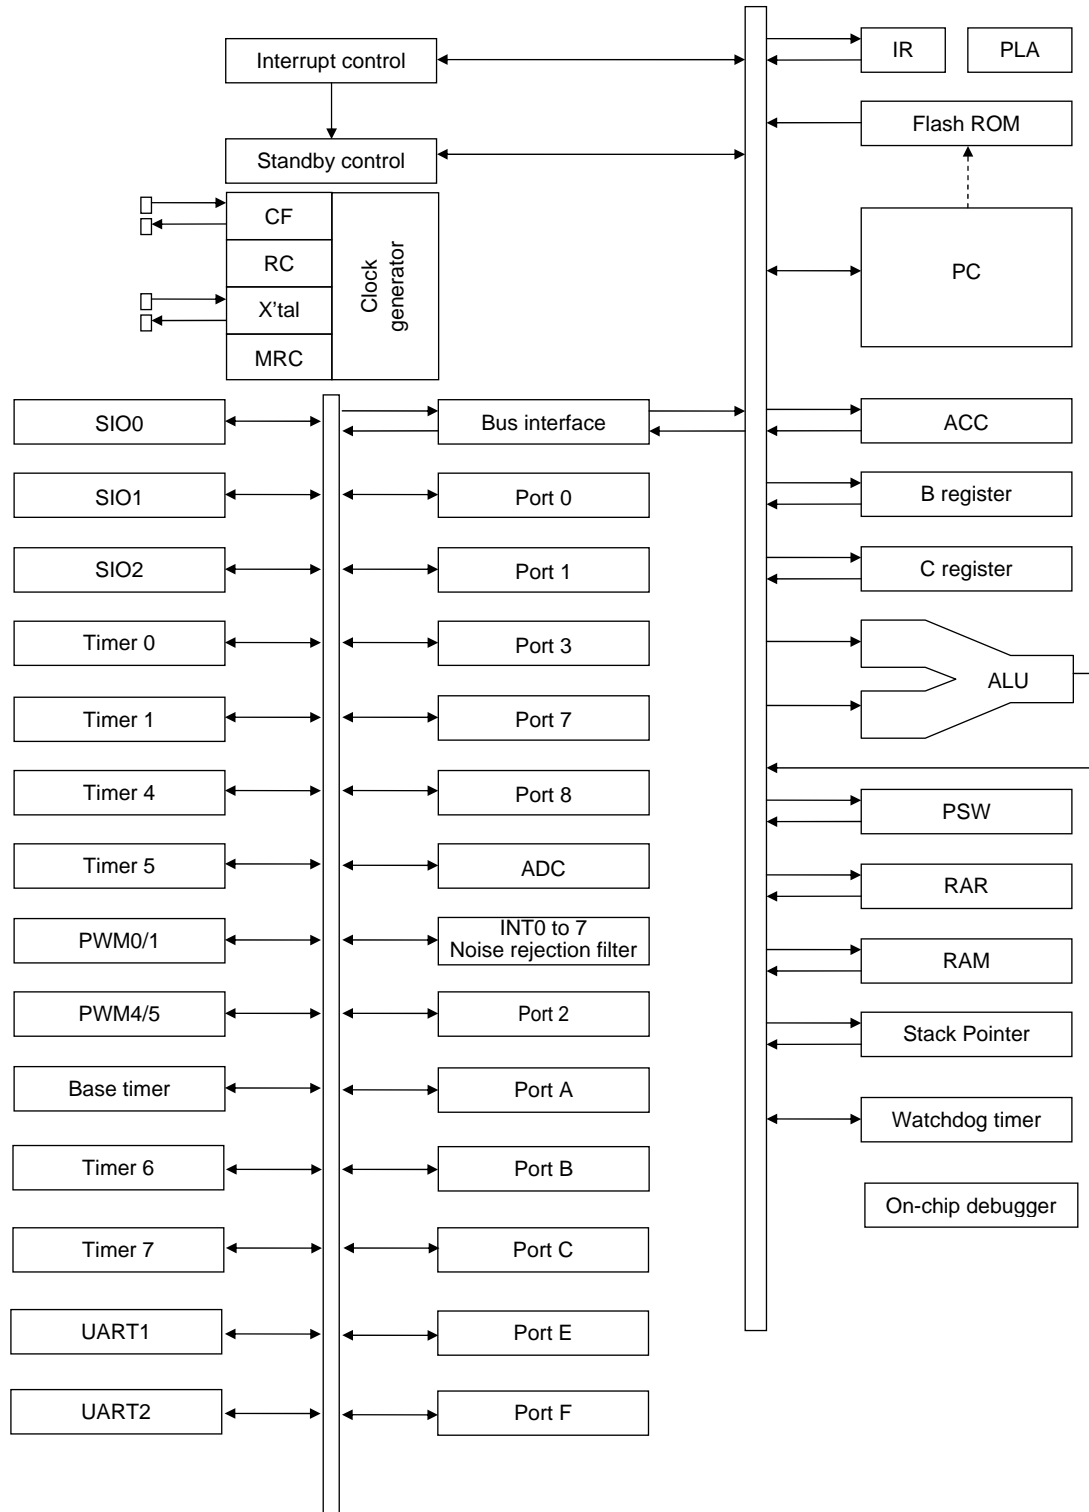 Interrupt control
IR
PLA
Flash ROM
Standby control
CF
RC
X'tal
MRC
Clock
generator
PC
SIO0
Bus interface
ACC
SIO1
Port 0
B register
SIO2
Port 1
C register
Timer 0
Port 3
ALU
Timer 1
Port 7
Timer 4
Port 8
PSW
Timer 5
ADC
RAR
PWM0/1
INT0 to 7
Noise rejection filter
RAM
PWM4/5
Port 2
Stack Pointer
Base timer
Port A
Watchdog timer
Timer 6
Port B
On-chip debugger
Timer 7
Port C
UART1
Port E
UART2
Port F